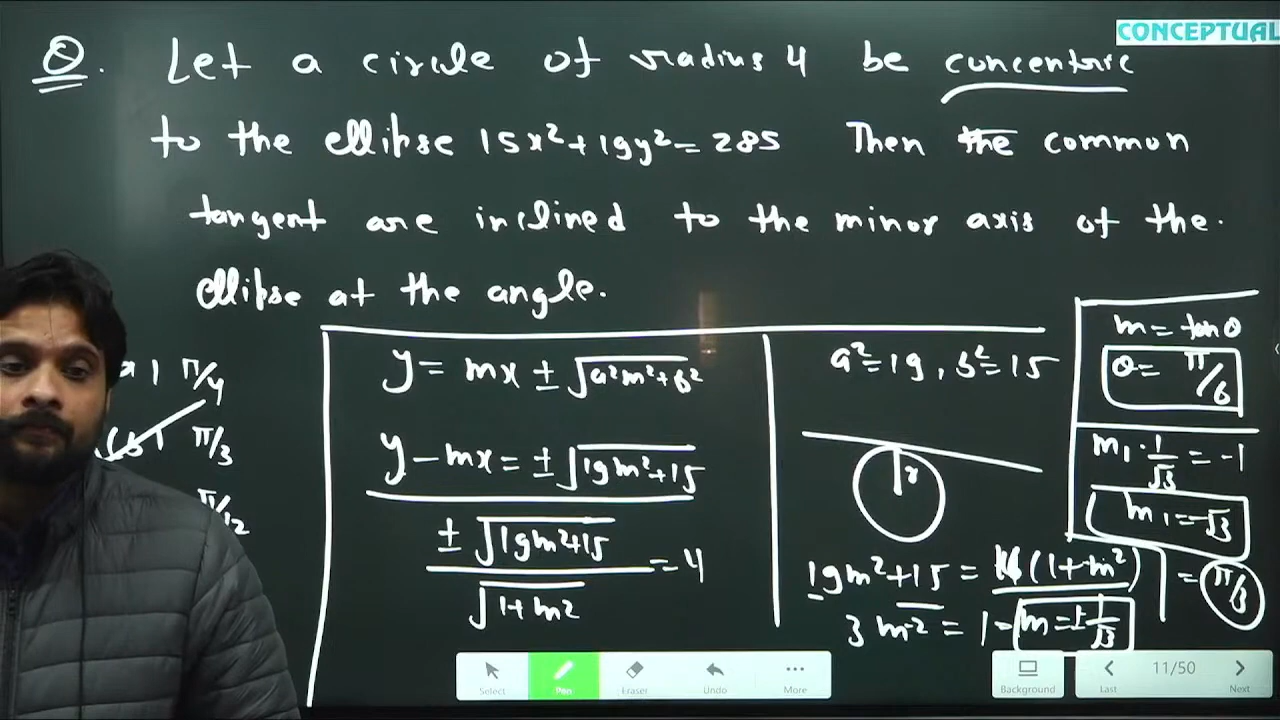 CONCEPTUAL
Q. Let a circle of radius 4 be concentric
to the ellipse 15x²+19y²=285 Then the common
tangent are inclined to the minor axis of the.
ellipse at the angle.
π/4
π/3
π/12
y = mx ± √a²m²+b²
y-mx = ± √19m²+15
± √19m²+15 / √1+m² = 4
a²=19, b²=15
r
19m²+15 = 16(1+m²)
3m² = 1 = m=±1/√3
m = tanθ
θ= π/6
m₁·1/√3 = -1
m₁=-√3
= π/3
Select
Pen
Eraser
Undo
More
Background
Last
11/50
Next